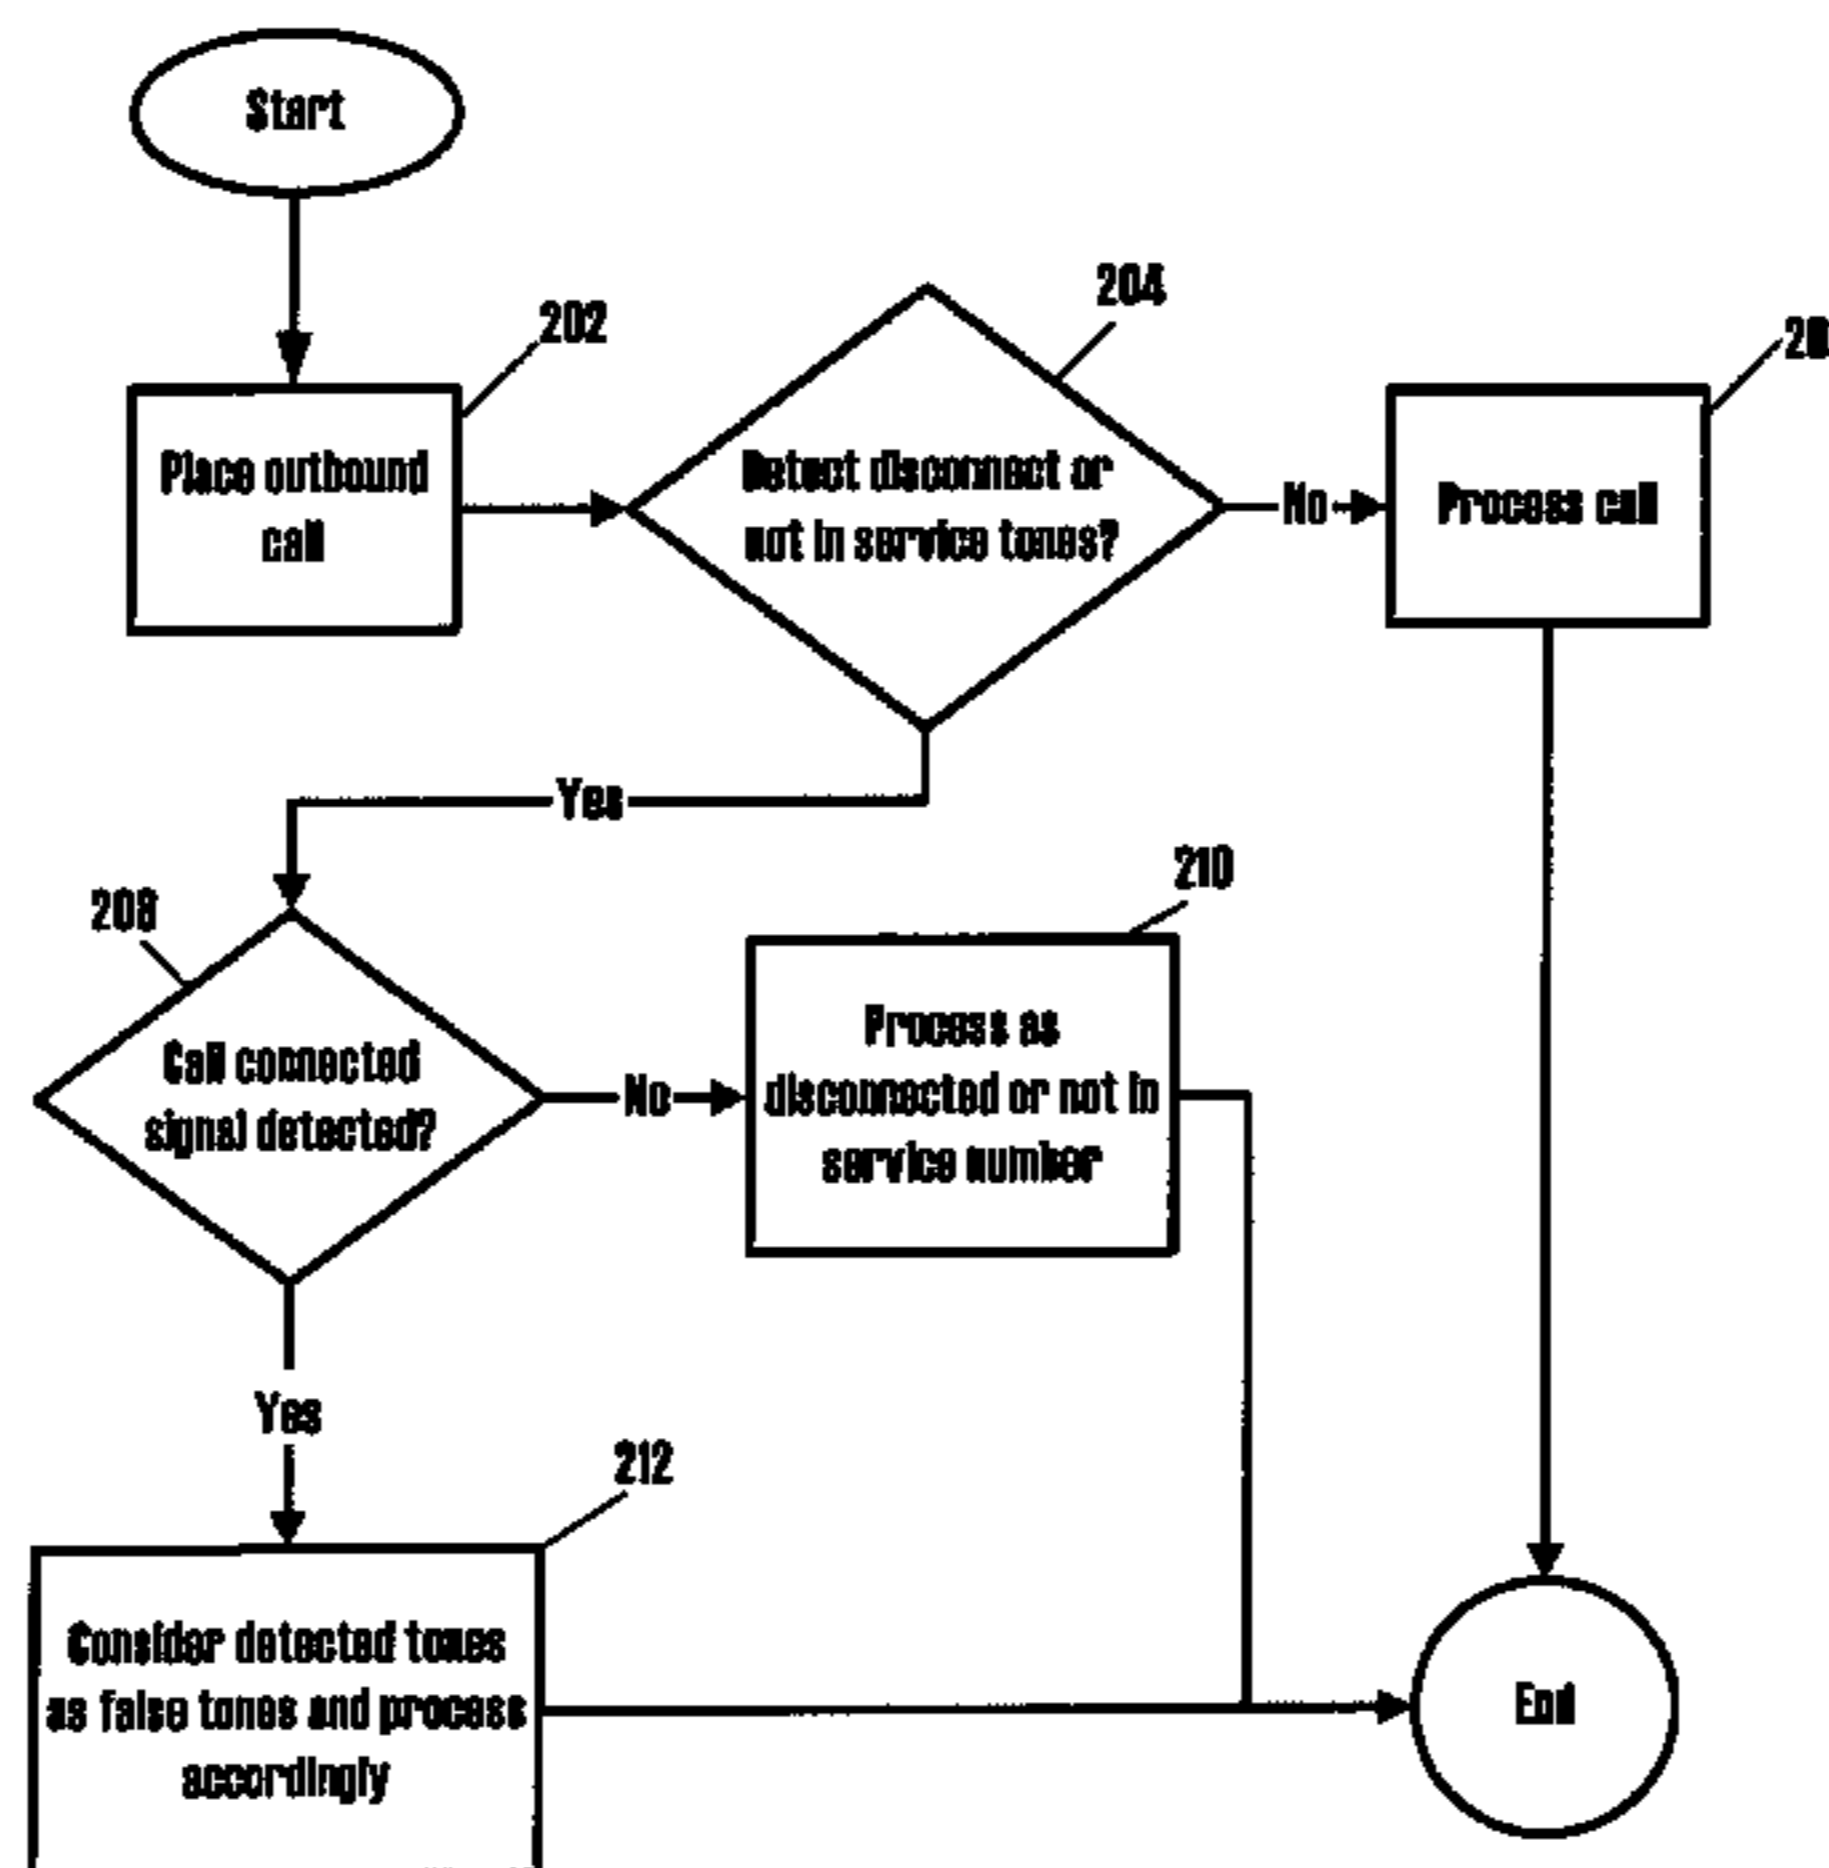 Start
202
204
Place outbound
call
Detect disconnect or
not in service tones?
No
Process call
Yes
208
210
Call connected
signal detected?
No
Process as
disconnected or not in
service number
Yes
212
Consider detected tones
as false tones and process
accordingly
End